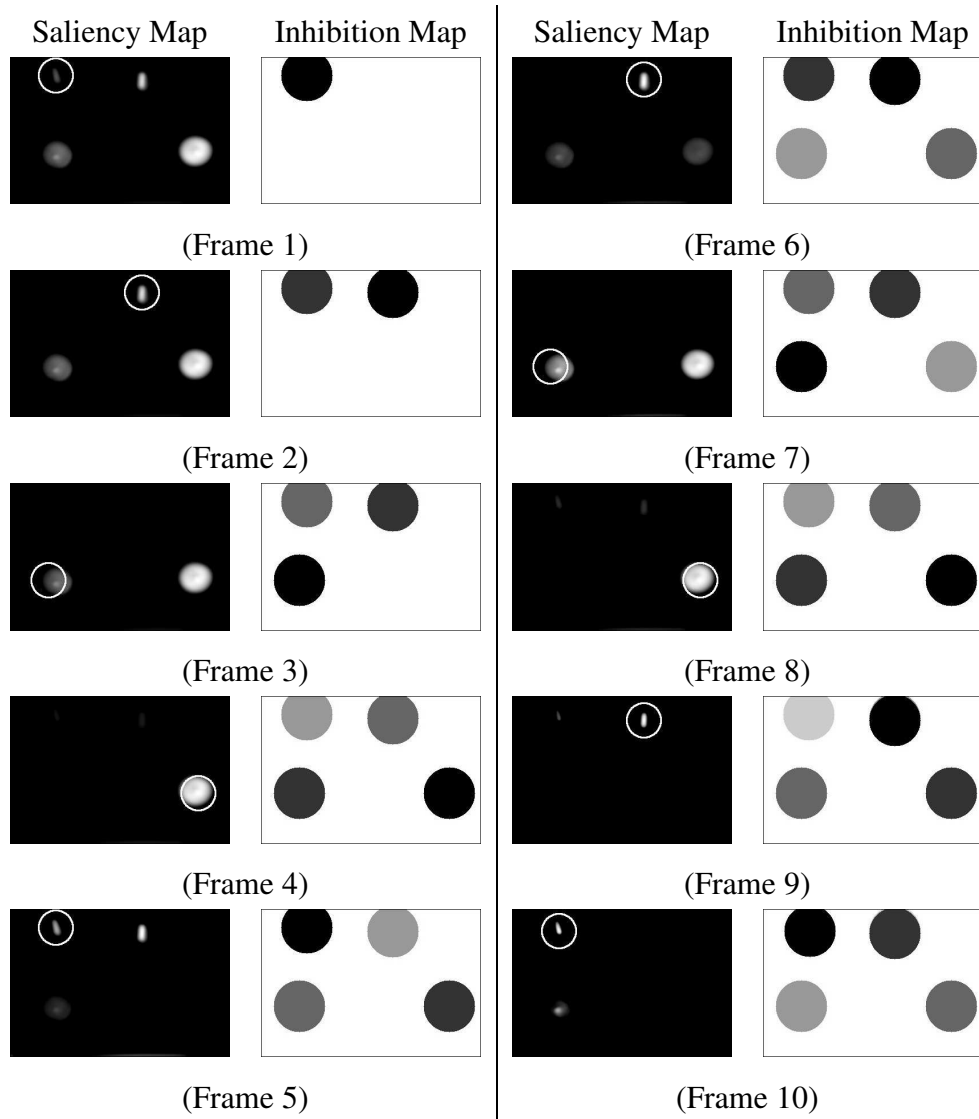 Saliency Map Inhibition Map
(Frame 1)
(Frame 2)
(Frame 3)
(Frame 4)
(Frame 5)
Saliency Map Inhibition Map
(Frame 6)
(Frame 7)
(Frame 8)
(Frame 9)
(Frame 10)